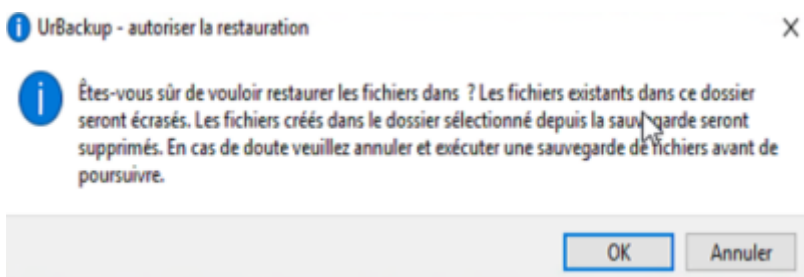 UrBackup - autoriser la restauration
Êtes-vous sûr de vouloir restaurer les fichiers dans ? Les fichiers existants dans ce dossier
seront écrasés. Les fichiers créés dans le dossier sélectionné depuis la sauvegarde seront
supprimés. En cas de doute veuillez annuler et exécuter une sauvegarde de fichiers avant de
poursuivre.
OK Annuler